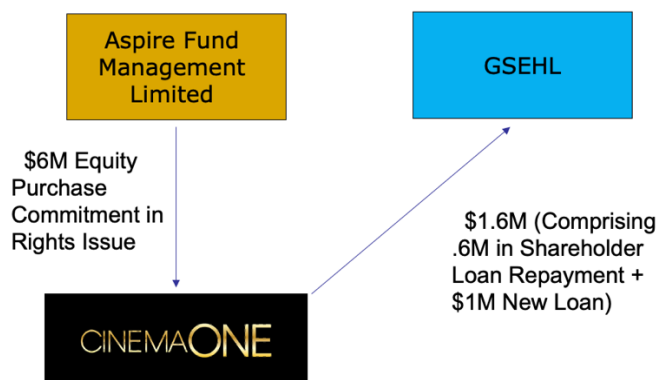 Aspire Fund
Management
Limited
GSEHL
$6M Equity
Purchase
Commitment in
Rights Issue
$1.6M (Comprising
.6M in Shareholder
Loan Repayment +
$1M New Loan)
CINEMAONE